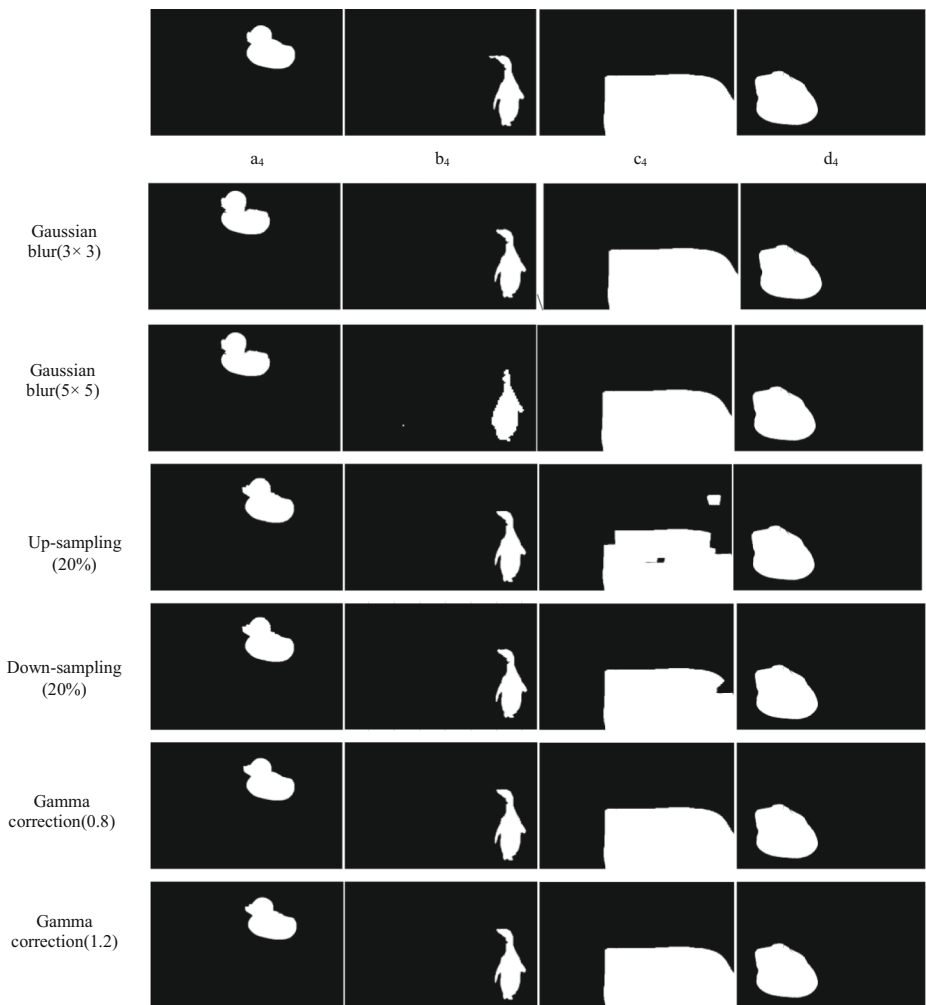 a₄
b₄
c₄
d₄
Gaussian
blur(3× 3)
Gaussian
blur(5× 5)
Up-sampling
(20%)
Down-sampling
(20%)
Gamma
correction(0.8)
Gamma
correction(1.2)